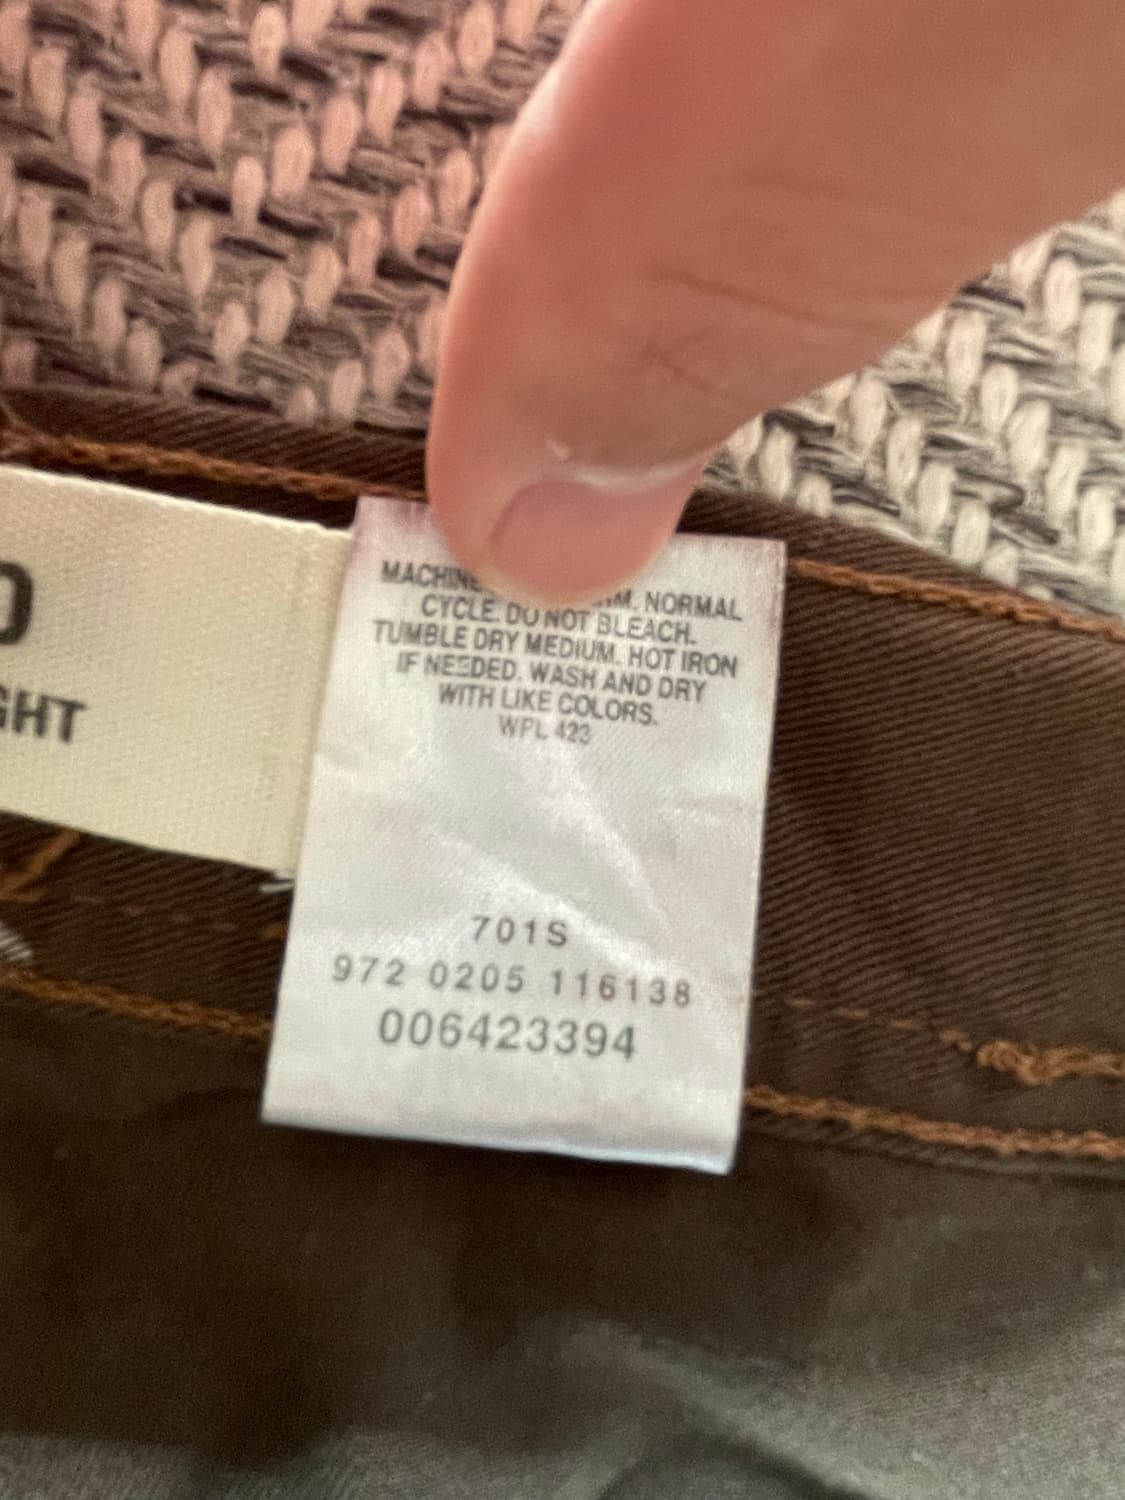 GHT
MACHINE M. NORMAL
CYCLE. DO NOT BLEACH.
TUMBLE DRY MEDIUM. HOT IRON
IF NEEDED. WASH AND DRY
WITH LIKE COLORS.
WPL 423
701S
972 0205 116138
006423394